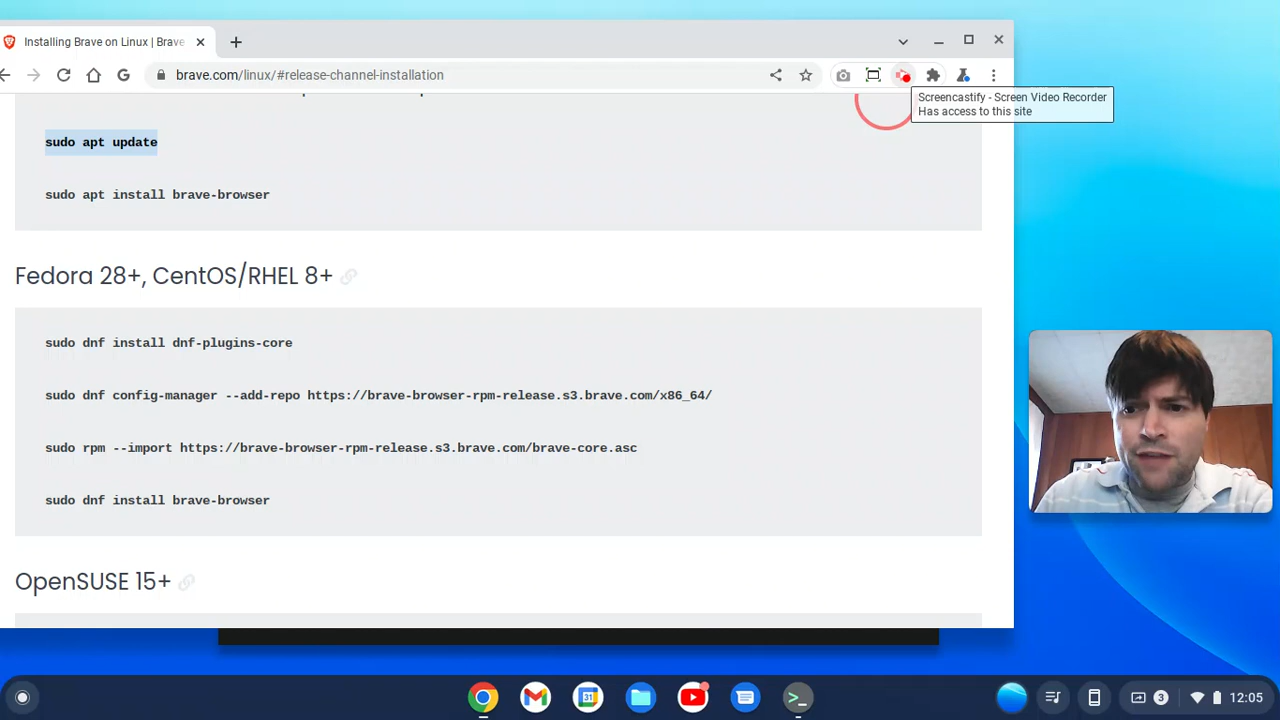 Installing Brave on Linux | Brave
brave.com/linux/#release-channel-installation
Screencastify - Screen Video Recorder
Has access to this site
sudo apt update
sudo apt install brave-browser
Fedora 28+, CentOS/RHEL 8+
sudo dnf install dnf-plugins-core
sudo dnf config-manager --add-repo https://brave-browser-rpm-release.s3.brave.com/x86_64/
sudo rpm --import https://brave-browser-rpm-release.s3.brave.com/brave-core.asc
sudo dnf install brave-browser
OpenSUSE 15+
31
3
12:05